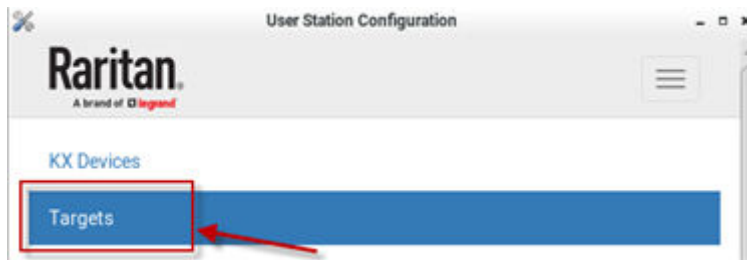 User Station Configuration
Raritan.
A brand of legrand
KX Devices
Targets